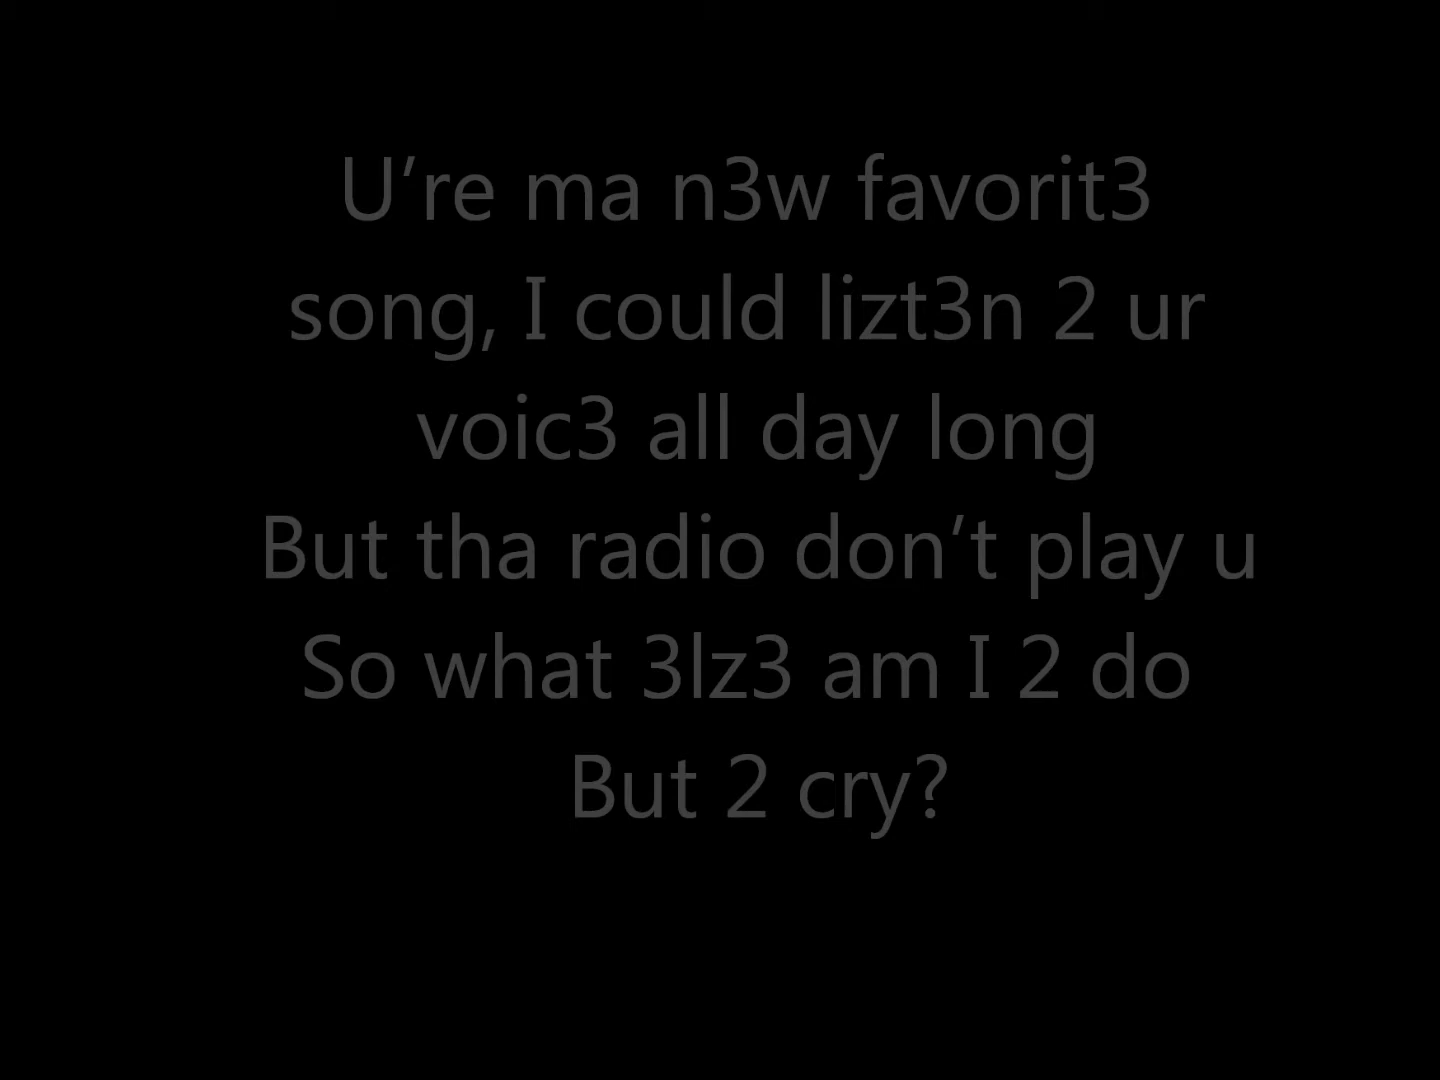 U’re ma n3w favorit3
song, I could lizt3n 2 ur
voic3 all day long
But tha radio don’t play u
So what 3lz3 am I 2 do
But 2 cry?